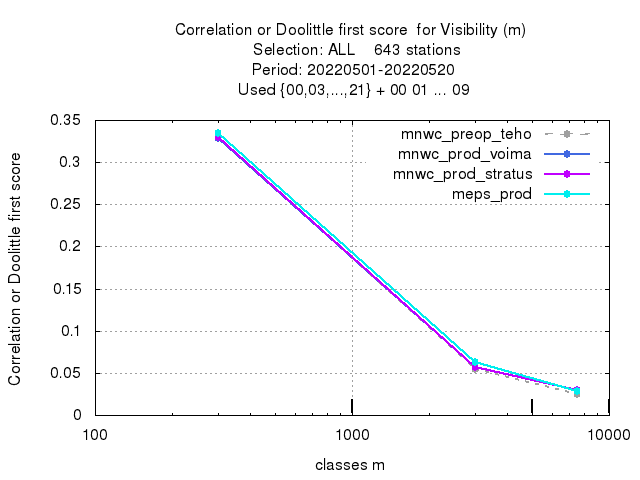 Correlation or Doolittle first score  for Visibility (m)
Selection: ALL    643 stations
Period: 20220501-20220520
Used {00,03,...,21} + 00 01 ... 09
Correlation or Doolittle first score
0.35
0.3
0.25
0.2
0.15
0.1
0.05
0
mnwc_preop_teho
mnwc_prod_voima
mnwc_prod_stratus
meps_prod
100
1000
10000
classes m